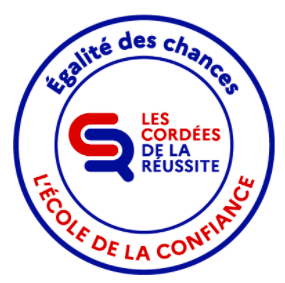 Égalité des chances
LES
CORDÉES
DE LA
RÉUSSITE
L'ÉCOLE DE LA CONFIANCE